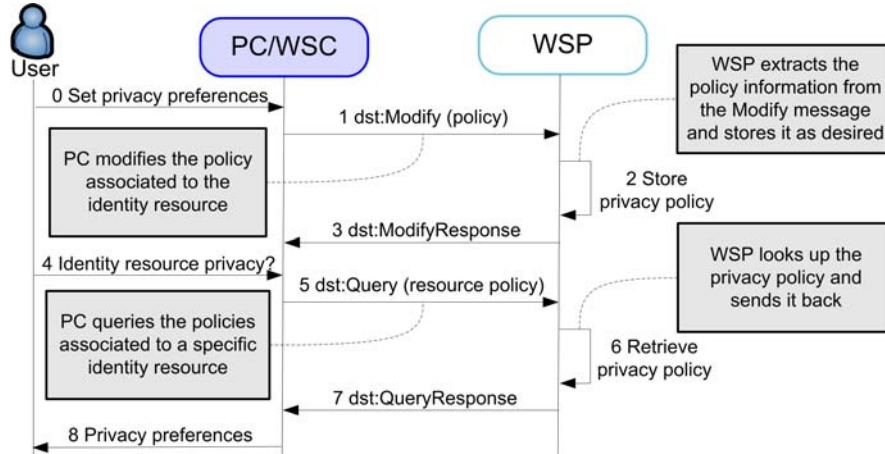 User
PC/WSC
WSP
WSP extracts the
policy information from
the Modify message
and stores it as desired
0 Set privacy preferences
1 dst:Modify (policy)
PC modifies the policy
associated to the
identity resource
2 Store
privacy policy
3 dst:ModifyResponse
4 Identity resource privacy?
WSP looks up the
privacy policy and
sends it back
5 dst:Query (resource policy)
PC queries the policies
associated to a specific
identity resource
6 Retrieve
privacy policy
7 dst:QueryResponse
8 Privacy preferences